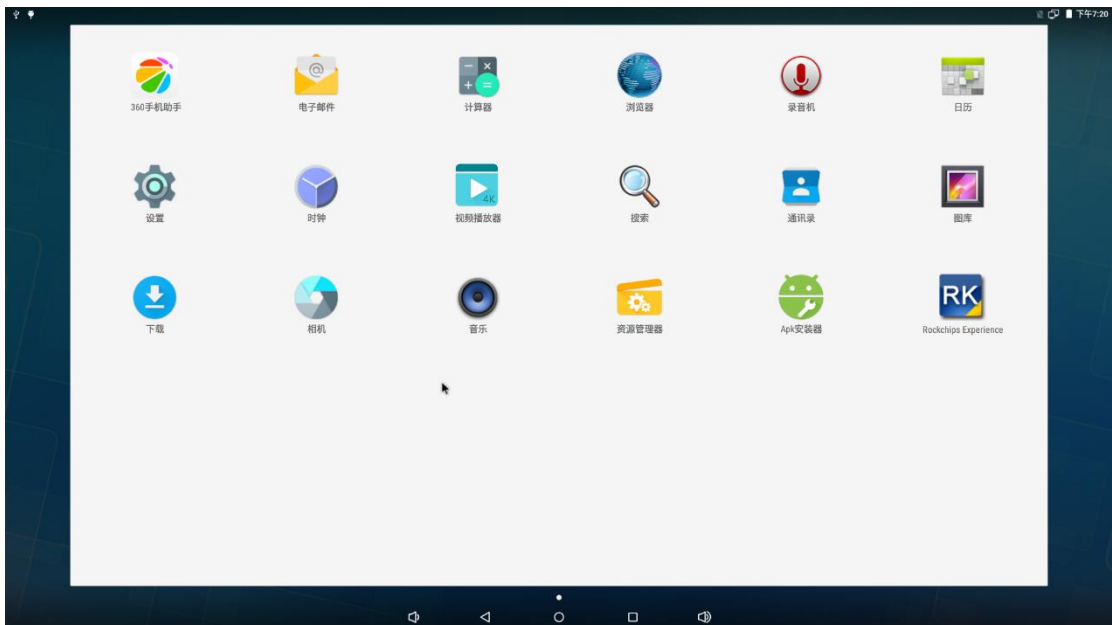 下午7:20
360手机助手
电子邮件
计算器
浏览器
录音机
日历
设置
时钟
4K
视频播放器
搜索
通讯录
图库
下载
相机
音乐
资源管理器
Apk安装器
RK
Rockchips Experience